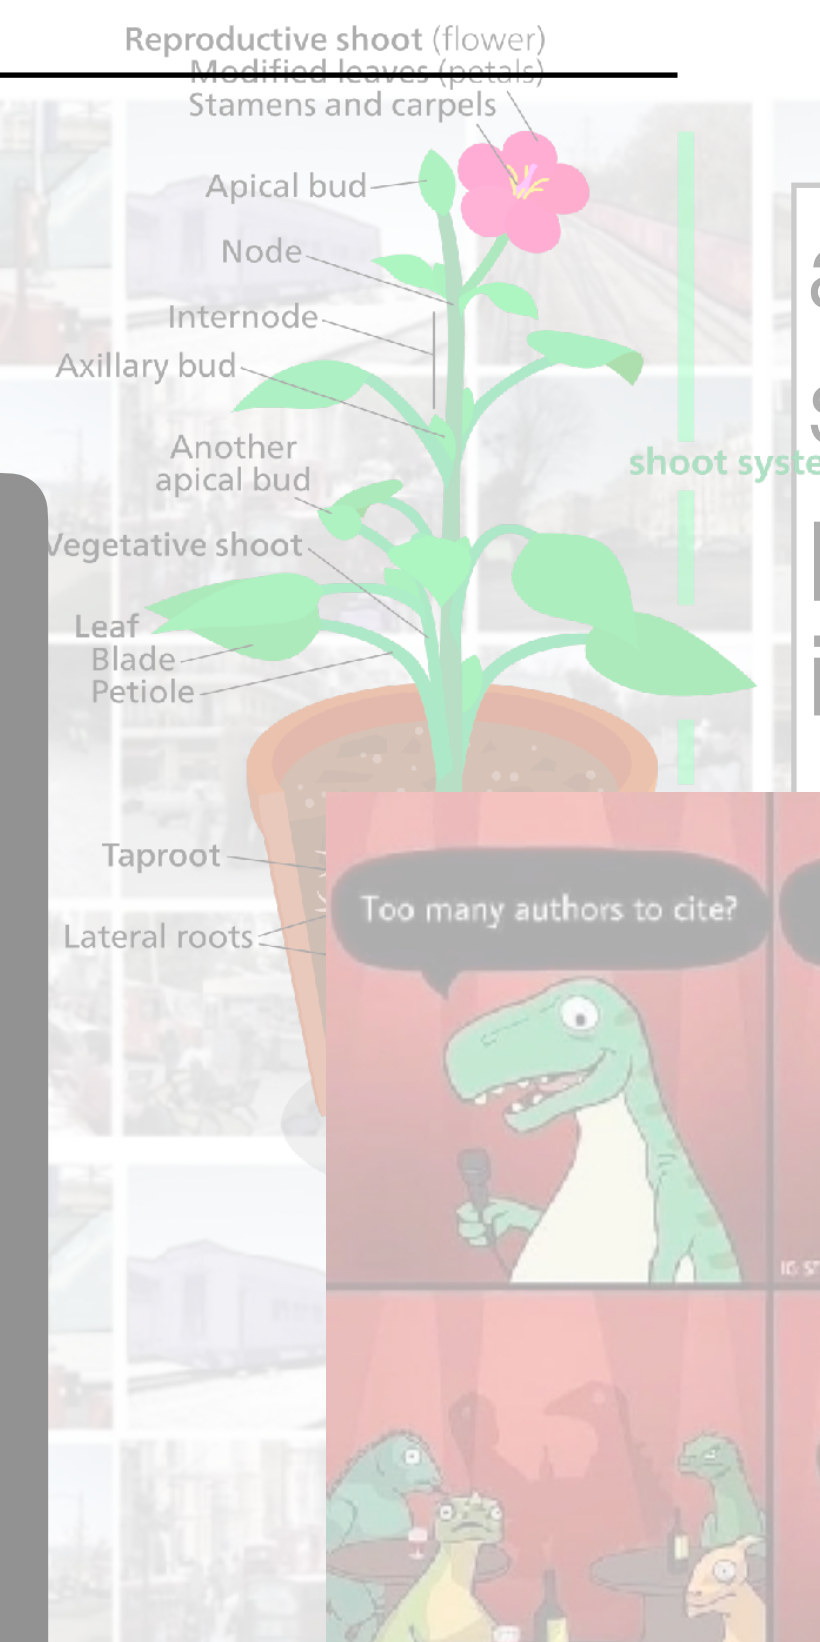 Reproductive shoot (flower)
Modified leaves (petals)
Stamens and carpels
Apical bud
Node
Internode
Axillary bud
Another
apical bud
shoot syste
Vegetative shoot
Leaf
Blade
Petiole
Taproot
Lateral roots
Too many authors to cite?